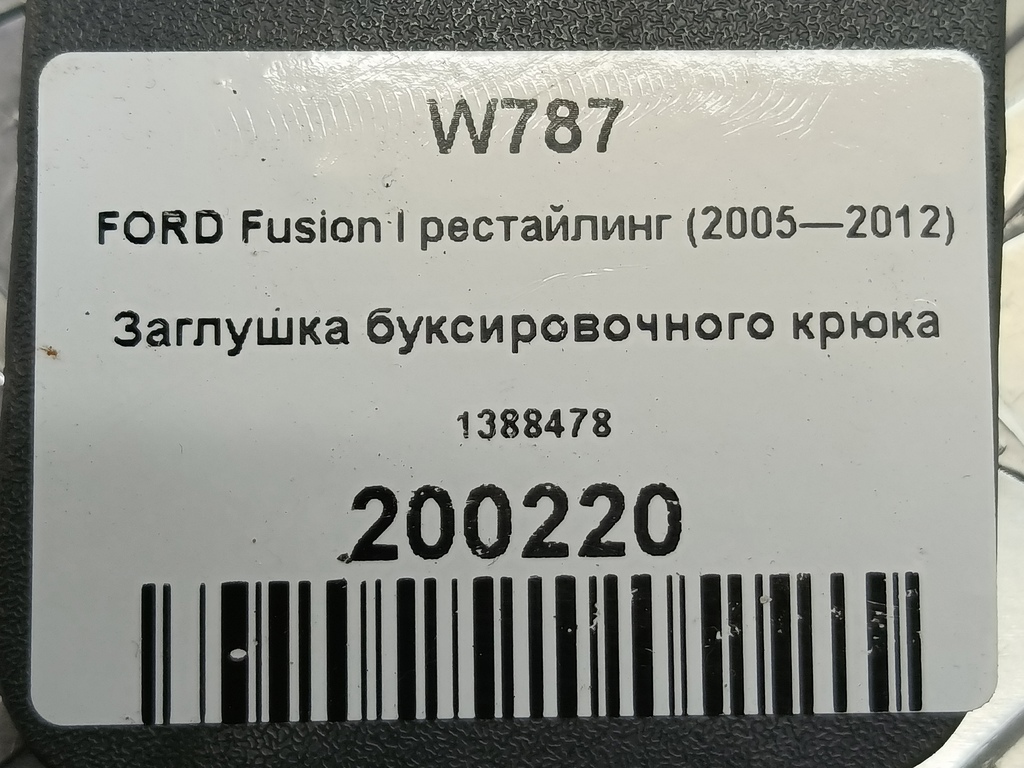 W787
FORD Fusion I рестайлинг (2005—2012)
Заглушка буксировочного крюка
1388478
200220